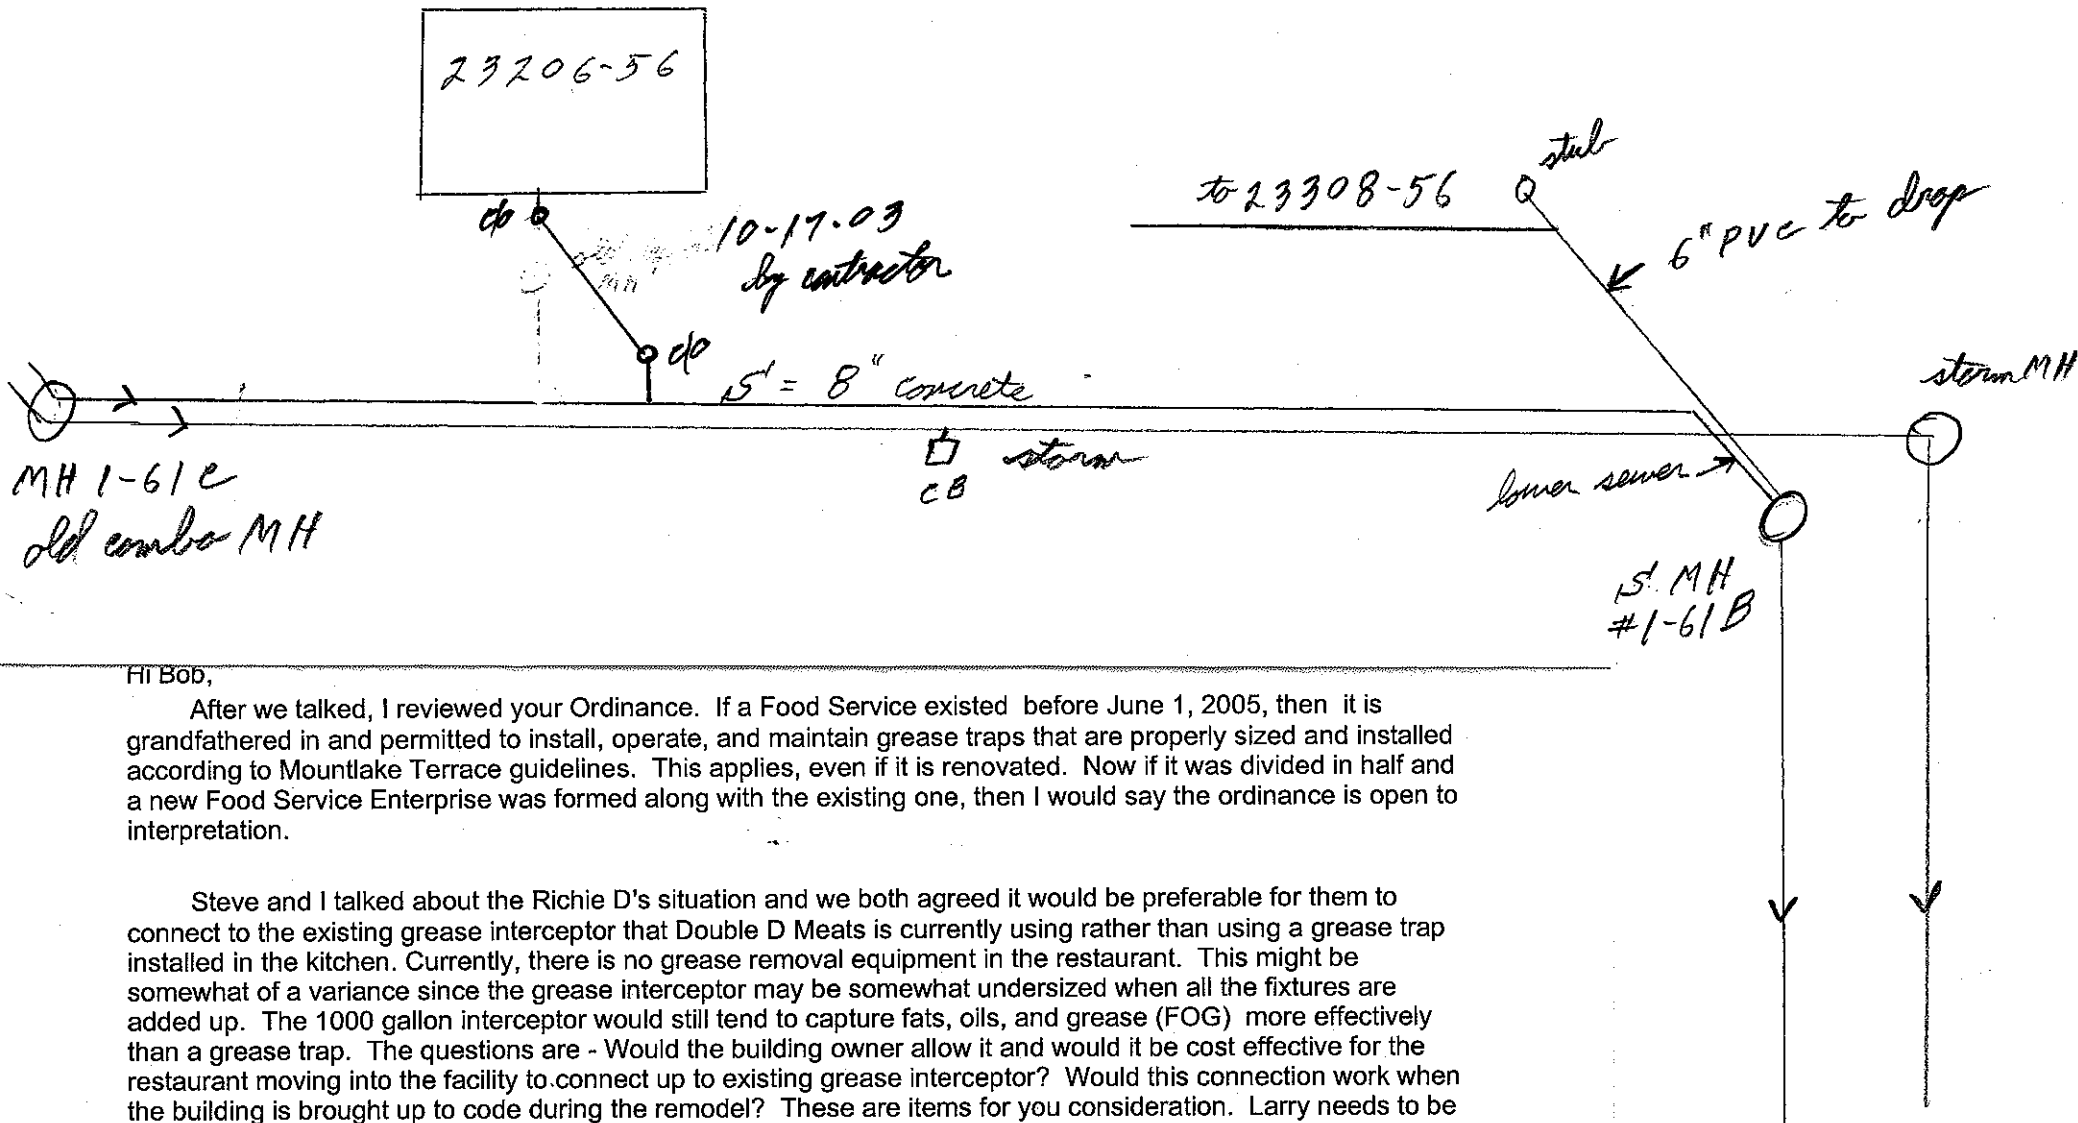 23206-56
stub
to 23308-56
6" PVC to drop
c/o
10-17-03
by contractor
c/o
S = 8" concrete
storm MH
storm
CB
lower sewer
MH 1-61C
old combo MH
S. MH
#1-61B
Hi Bob,
After we talked, I reviewed your Ordinance. If a Food Service existed before June 1, 2005, then it is
grandfathered in and permitted to install, operate, and maintain grease traps that are properly sized and installed
according to Mountlake Terrace guidelines. This applies, even if it is renovated. Now if it was divided in half and
a new Food Service Enterprise was formed along with the existing one, then I would say the ordinance is open to
interpretation.
Steve and I talked about the Richie D's situation and we both agreed it would be preferable for them to
connect to the existing grease interceptor that Double D Meats is currently using rather than using a grease trap
installed in the kitchen. Currently, there is no grease removal equipment in the restaurant. This might be
somewhat of a variance since the grease interceptor may be somewhat undersized when all the fixtures are
added up. The 1000 gallon interceptor would still tend to capture fats, oils, and grease (FOG) more effectively
than a grease trap. The questions are - Would the building owner allow it and would it be cost effective for the
restaurant moving into the facility to connect up to existing grease interceptor? Would this connection work when
the building is brought up to code during the remodel? These are items for you consideration. Larry needs to be